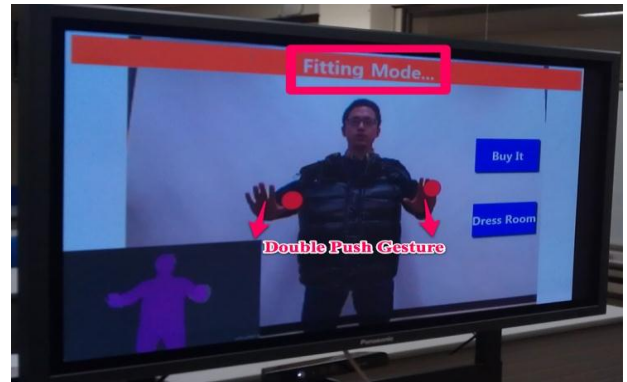 Fitting Mode...
Buy It
Dress Room
Double Push Gesture
Panasonic